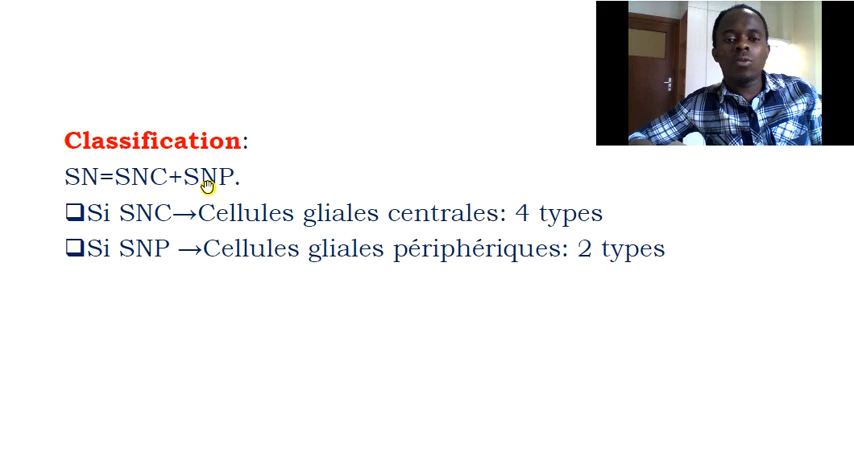 Classification:
SN=SNC+SNP.
❑Si SNC→Cellules gliales centrales: 4 types
❑Si SNP →Cellules gliales périphériques: 2 types